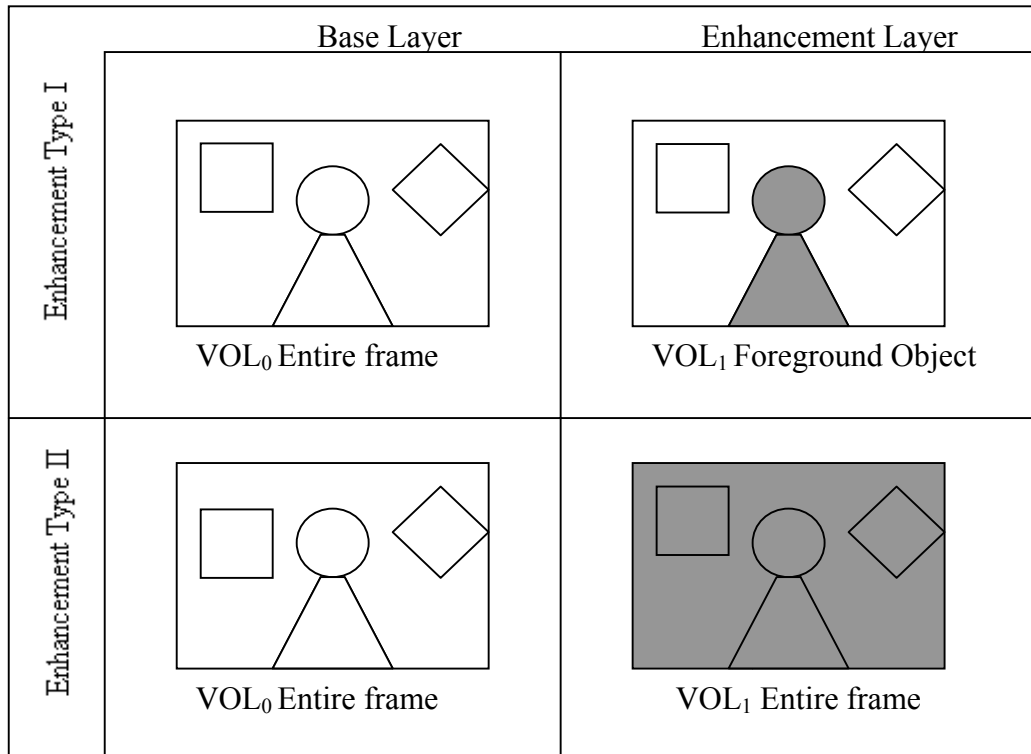 Base Layer
Enhancement Layer
Enhancement Type I
VOL₀ Entire frame
VOL₁ Foreground Object
Enhancement Type II
VOL₀ Entire frame
VOL₁ Entire frame